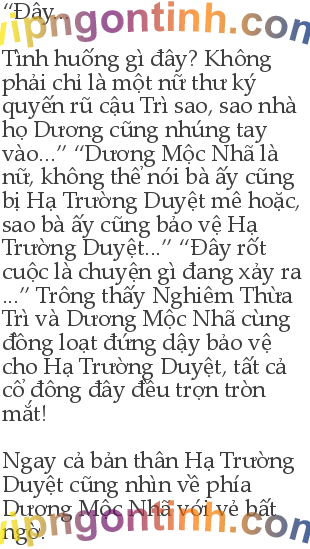 “Đây...
vipngontinh.com
Tình huống gì đây? Không
phải chỉ là một nữ thư ký
quyến rũ cậu Trì sao, sao nhà
họ Dương cũng nhúng tay
vào...” “Dương Mộc Nhã là
nữ, không thể nói bà ấy cũng
bị Hạ Trường Duyệt mê hoặc,
sao bà ấy cũng bảo vệ Hạ
Trường Duyệt...” “Đây rốt
cuộc là chuyện gì đang xảy ra
...” Trông thấy Nghiêm Thừa
Trì và Dương Mộc Nhã cùng
đồng loạt đứng dậy bảo vệ
cho Hạ Trường Duyệt, tất cả
cổ đông đây đều trợn tròn
mắt!
Ngay cả bản thân Hạ Trường
Duyệt cũng nhìn về phía
Dương Mộc Nhã với vẻ bất
ngờ.
vipngontinh.com